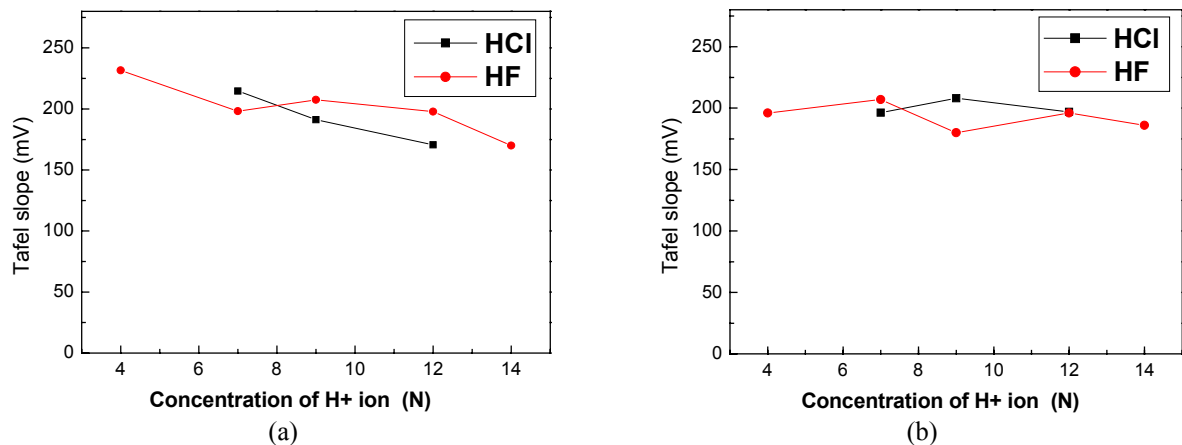 250
200
150
100
50
0
Tafel slope (mV)
HCl
HF
4 6 8 10 12 14
Concentration of H+ ion (N)
(a)
250
200
150
100
50
0
Tafel slope (mV)
HCl
HF
4 6 8 10 12 14
Concentration of H+ ion (N)
(b)